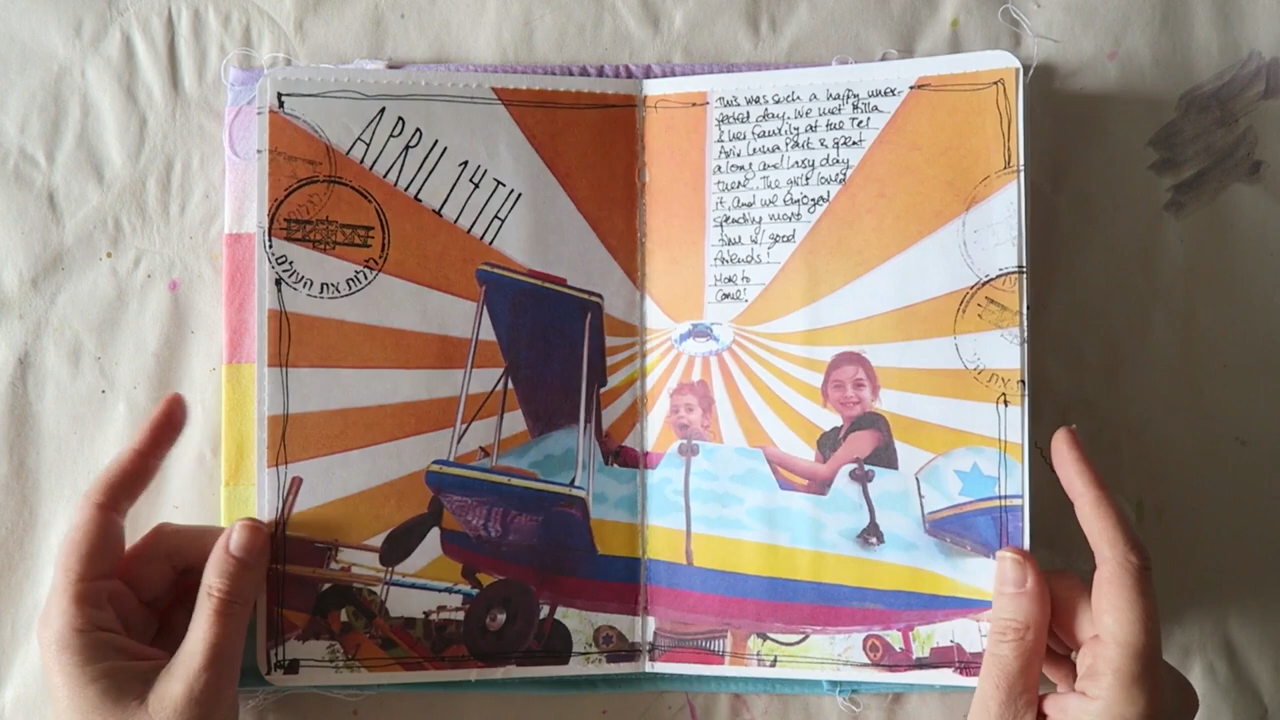 APRIL 14TH
לגלות את העולם
This was such a happy unex-
pected day. We met Hilla
& her family at the Tel
Aviv Luna Park & spent
a long and lazy day
there. The girls loved
it. And we enjoyed
spending more
time w/ good
friends!
More to
Come!
את הע